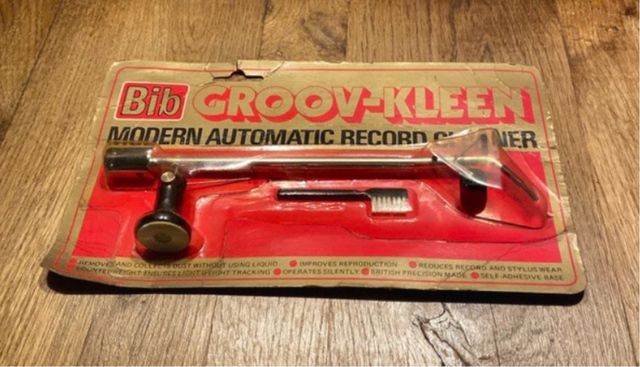 Bib GROOV-KLEEN
MODERN AUTOMATIC RECORD CLEANER
REMOVES AND COLLECTS DUST WITHOUT USING LIQUID ● IMPROVES REPRODUCTION ● REDUCES RECORD AND STYLUS WEAR
COUNTERWEIGHT ENSURES LIGHTWEIGHT TRACKING ● OPERATES SILENTLY ● BRITISH PRECISION MADE ● SELF-ADHESIVE BASE